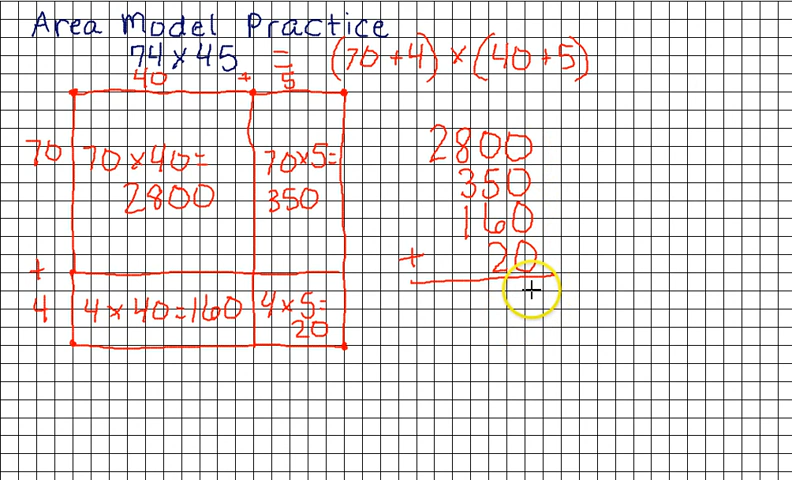 Area Model Practice
74 x 45 = (70 + 4) x (40 + 5)
40 + 5
70 70 x 40 = 70 x 5 =
2800 350
+
4 4 x 40 = 160 4 x 5 =
20
2800
350
160
+ 20